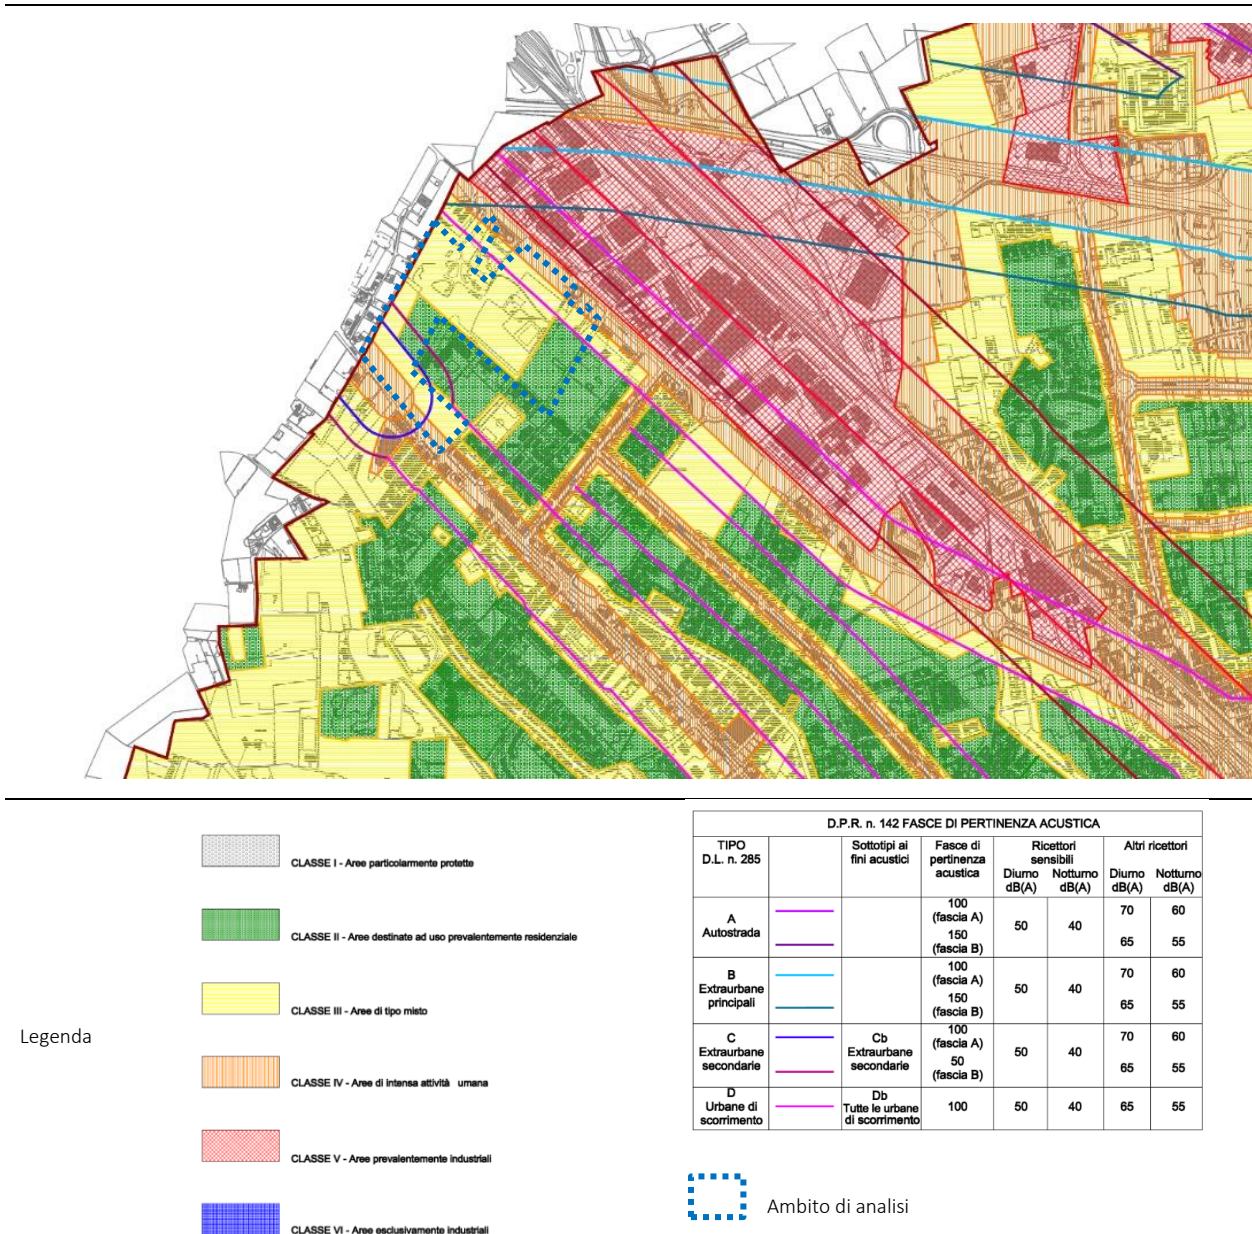 Legenda
CLASSE I - Aree particolarmente protette
CLASSE II - Aree destinate ad uso prevalentemente residenziale
CLASSE III - Aree di tipo misto
CLASSE IV - Aree di intensa attività umana
CLASSE V - Aree prevalentemente industriali
CLASSE VI - Aree esclusivamente industriali
D.P.R. n. 142 FASCE DI PERTINENZA ACUSTICA
TIPO
D.L. n. 285
Sottotipi ai
fini acustici
Fasce di
pertinenza
acustica
Ricettori
sensibili
Diurno
dB(A)
Notturno
dB(A)
Altri ricettori
Diurno
dB(A)
Notturno
dB(A)
A
Autostrada
100
(fascia A)
150
(fascia B)
50
40
70
60
65
55
B
Extraurbane
principali
100
(fascia A)
150
(fascia B)
50
40
70
60
65
55
C
Extraurbane
secondarie
Cb
Extraurbane
secondarie
100
(fascia A)
50
(fascia B)
50
40
70
60
65
55
D
Urbane di
scorrimento
Db
Tutte le urbane
di scorrimento
100
50
40
65
55
Ambito di analisi